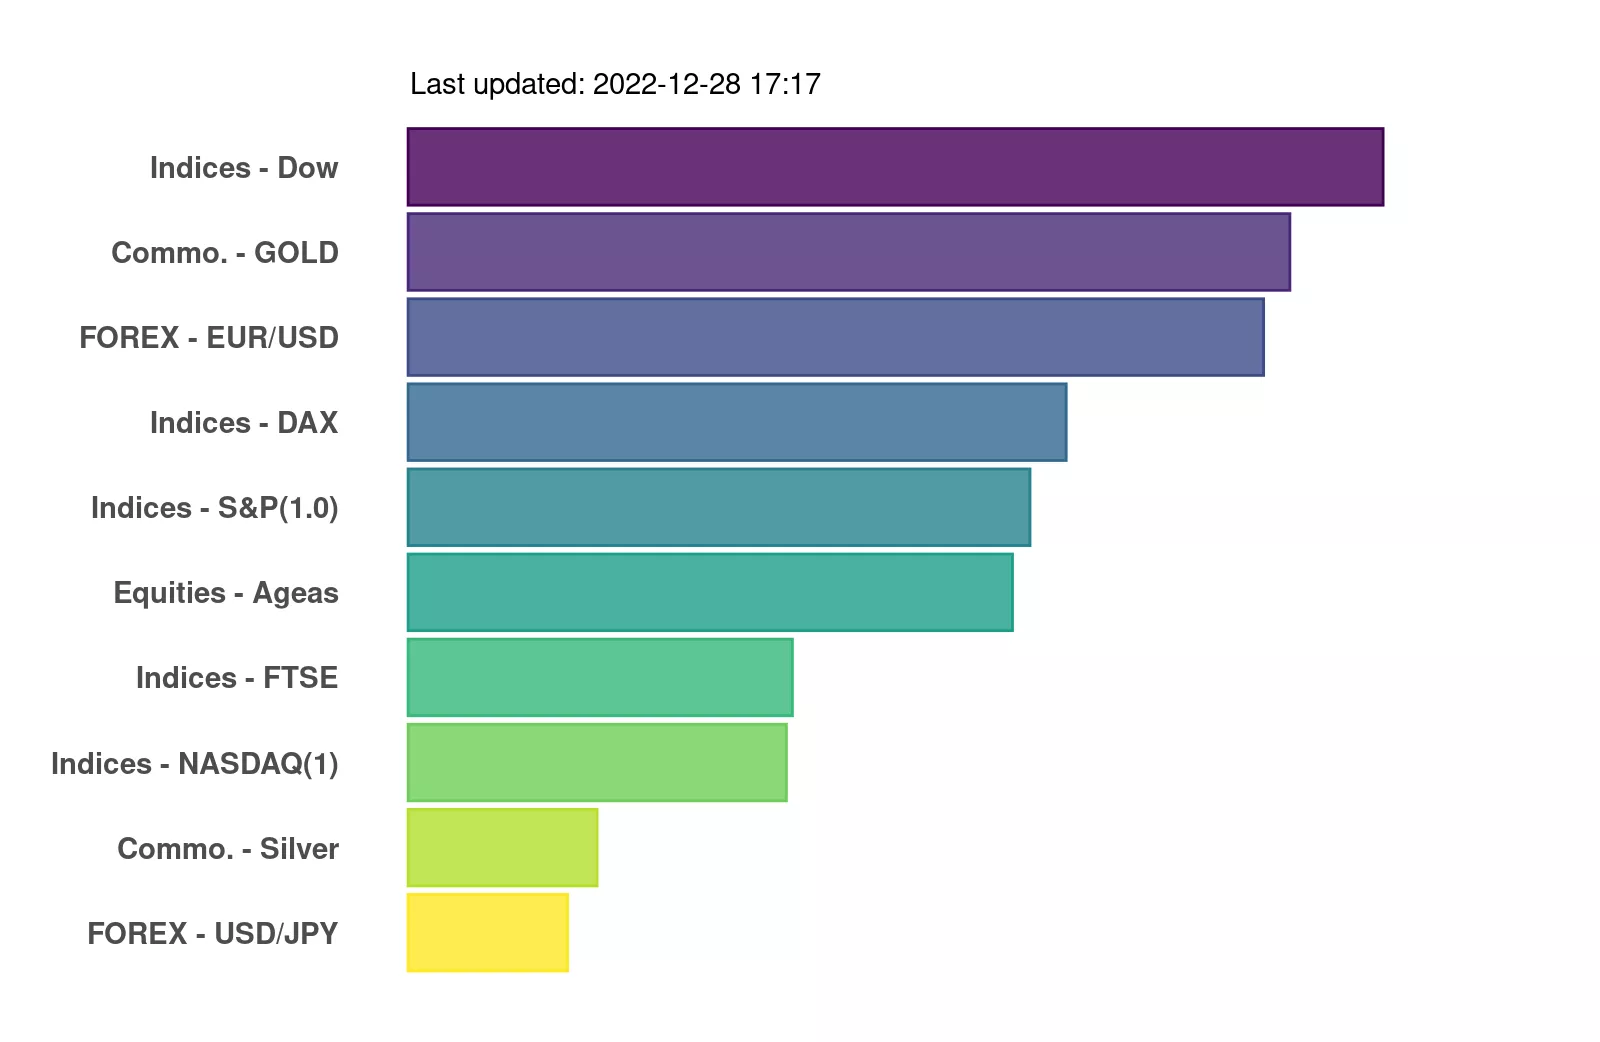 Last updated: 2022-12-28 17:17
Indices - Dow
Commo. - GOLD
FOREX - EUR/USD
Indices - DAX
Indices - S&P(1.0)
Equities - Ageas
Indices - FTSE
Indices - NASDAQ(1)
Commo. - Silver
FOREX - USD/JPY